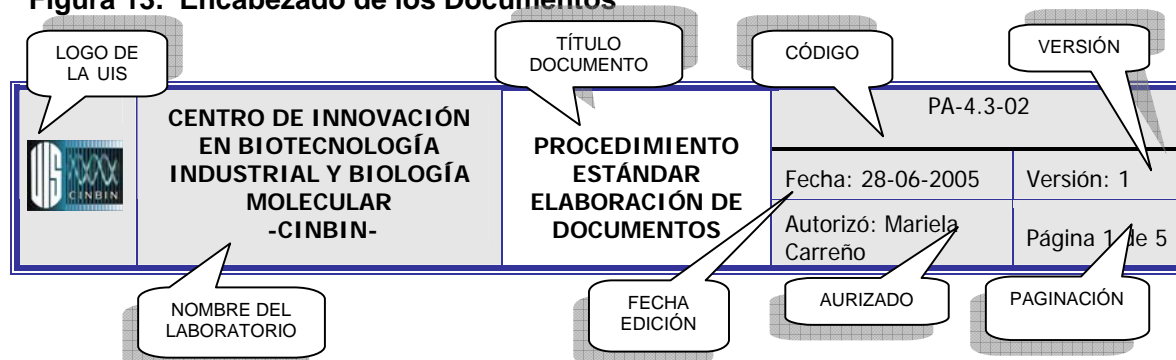 Figura 13: Encabezado de los Documentos
LOGO DE
LA UIS
TÍTULO
DOCUMENTO
CÓDIGO
VERSIÓN
UIS
CINBIN
CENTRO DE INNOVACIÓN
EN BIOTECNOLOGÍA
INDUSTRIAL Y BIOLOGÍA
MOLECULAR
-CINBIN-
PROCEDIMIENTO
ESTÁNDAR
ELABORACIÓN DE
DOCUMENTOS
PA-4.3-02
Fecha: 28-06-2005
Versión: 1
Autorizó: Mariela
Carreño
Página 1 de 5
NOMBRE DEL
LABORATORIO
FECHA
EDICIÓN
AURIZADO
PAGINACIÓN